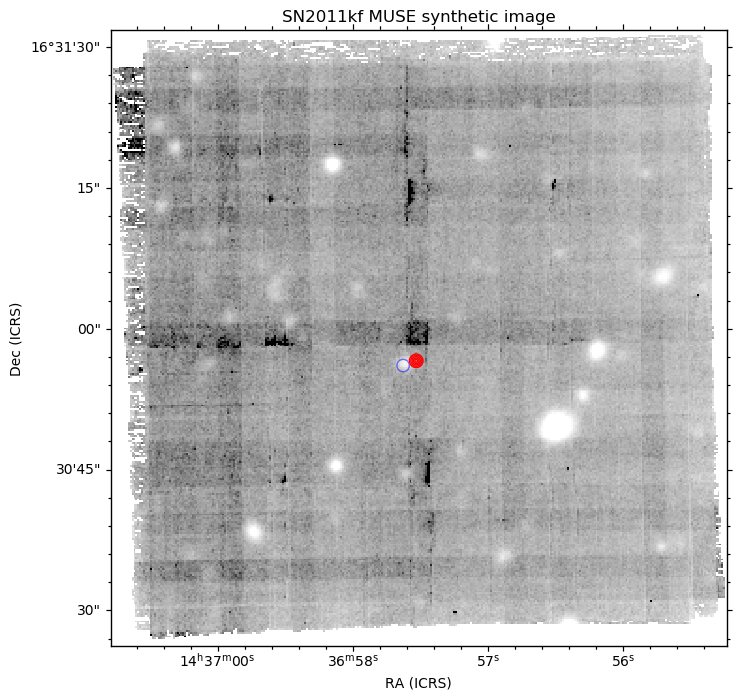 SN2011kf MUSE synthetic image
16°31'30"
15"
00"
30'45"
30"
Dec (ICRS)
14h37m00s
36m58s
57s
56s
RA (ICRS)